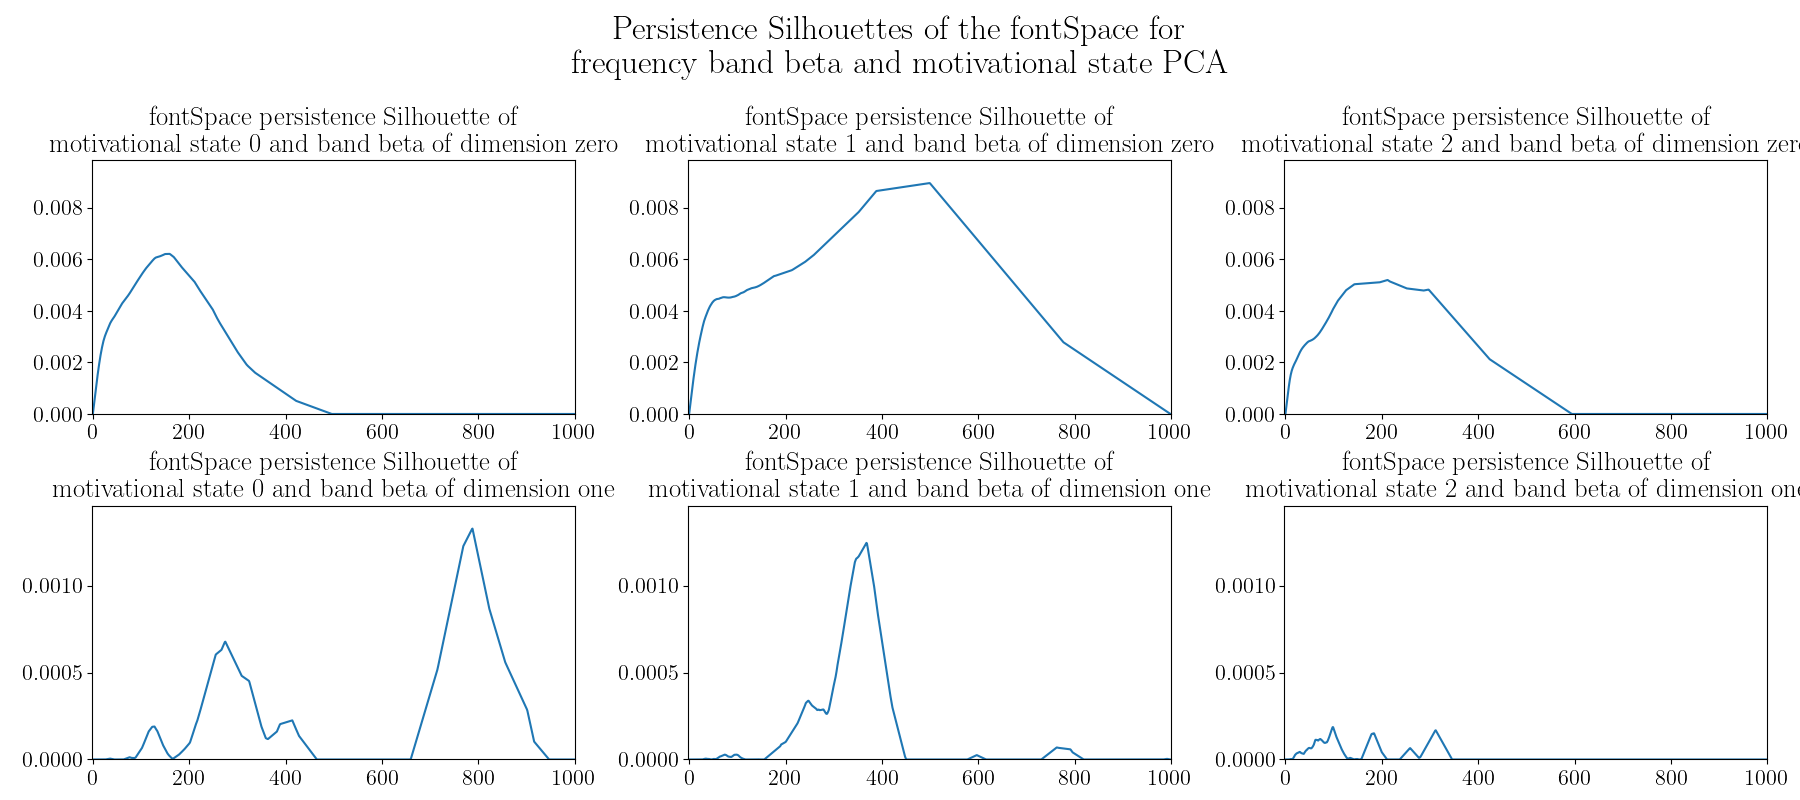 Persistence Silhouettes of the fontSpace for
frequency band beta and motivational state PCA
fontSpace persistence Silhouette of
motivational state 0 and band beta of dimension zero
0.008
0.006
0.004
0.002
0.000
0 200 400 600 800 1000
fontSpace persistence Silhouette of
motivational state 1 and band beta of dimension zero
0.008
0.006
0.004
0.002
0.000
0 200 400 600 800 1000
fontSpace persistence Silhouette of
motivational state 2 and band beta of dimension zero
0.008
0.006
0.004
0.002
0.000
0 200 400 600 800 1000
fontSpace persistence Silhouette of
motivational state 0 and band beta of dimension one
0.0010
0.0005
0.0000
0 200 400 600 800 1000
fontSpace persistence Silhouette of
motivational state 1 and band beta of dimension one
0.0010
0.0005
0.0000
0 200 400 600 800 1000
fontSpace persistence Silhouette of
motivational state 2 and band beta of dimension one
0.0010
0.0005
0.0000
0 200 400 600 800 1000